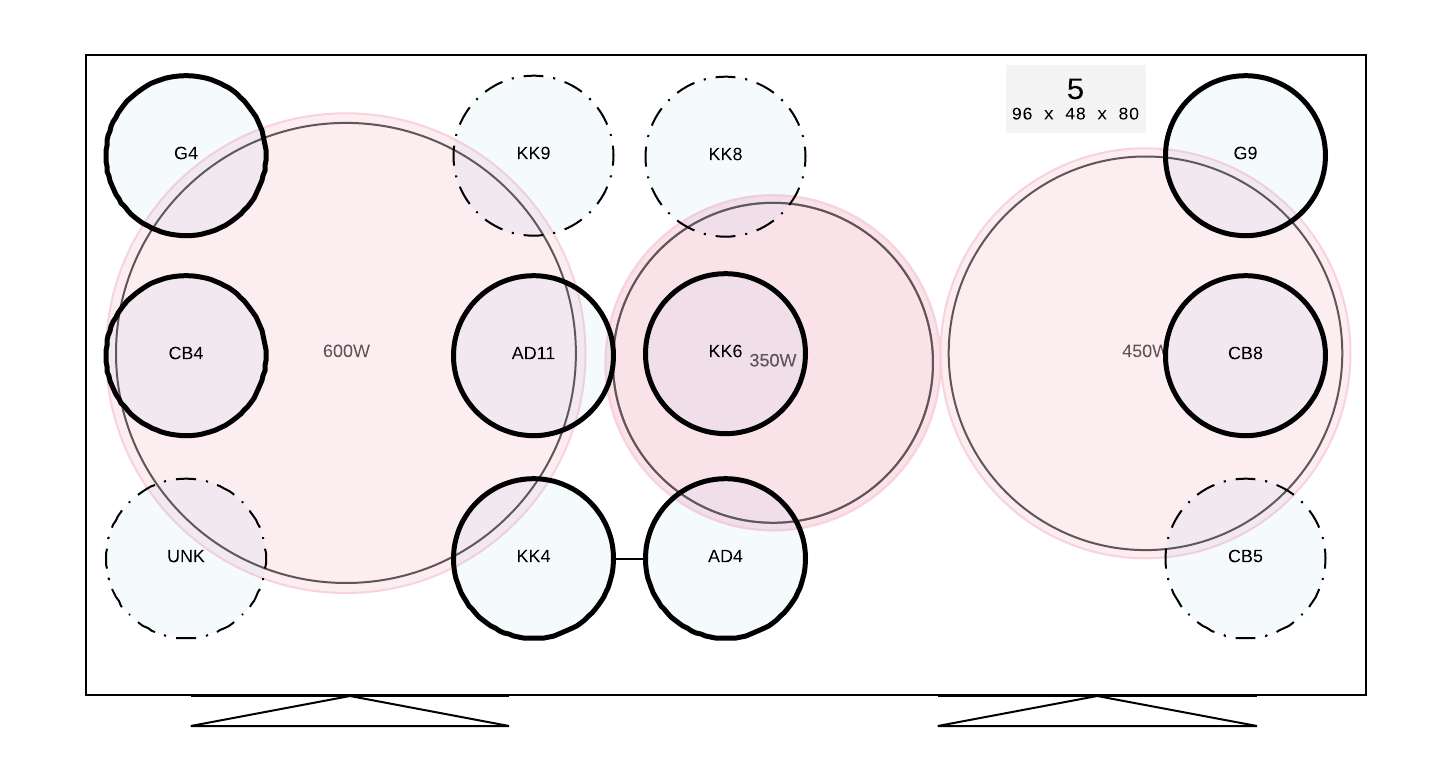 5
96 x 48 x 80
G4
KK9
KK8
G9
CB4
600W
AD11
KK6
350W
450W
CB8
UNK
KK4
AD4
CB5